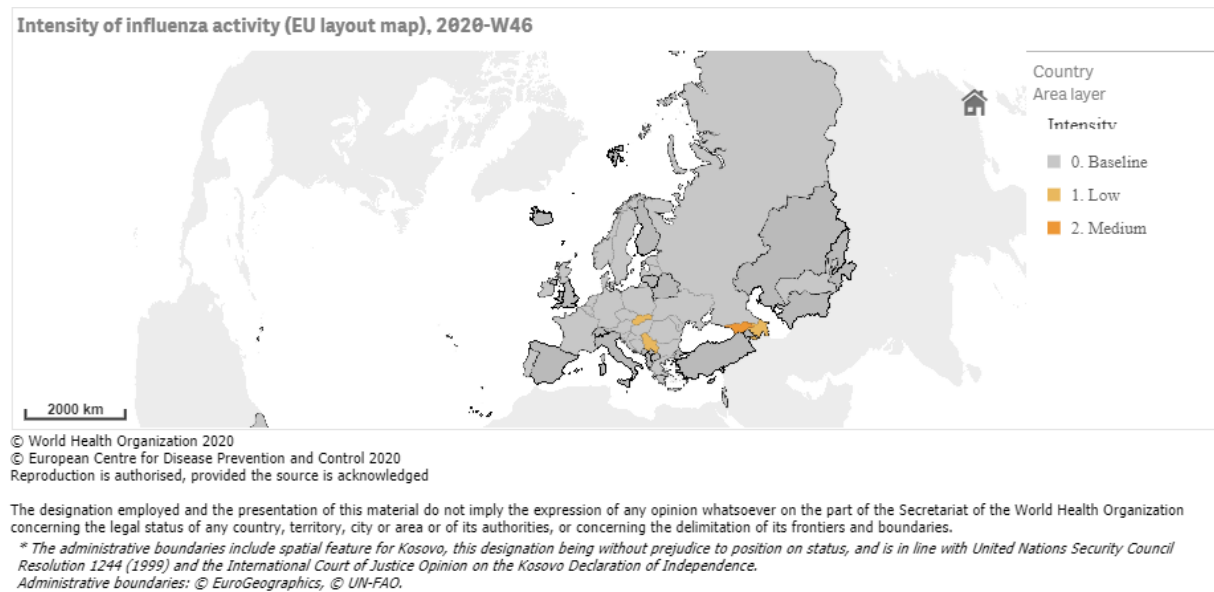 Intensity of influenza activity (EU layout map), 2020-W46
Country
Area layer
Intensity
0. Baseline
1. Low
2. Medium
2000 km
© World Health Organization 2020
© European Centre for Disease Prevention and Control 2020
Reproduction is authorised, provided the source is acknowledged
The designation employed and the presentation of this material do not imply the expression of any opinion whatsoever on the part of the Secretariat of the World Health Organization
concerning the legal status of any country, territory, city or area or of its authorities, or concerning the delimitation of its frontiers and boundaries.
* The administrative boundaries include spatial feature for Kosovo, this designation being without prejudice to position on status, and is in line with United Nations Security Council
Resolution 1244 (1999) and the International Court of Justice Opinion on the Kosovo Declaration of Independence.
Administrative boundaries: © EuroGeographics, © UN-FAO.